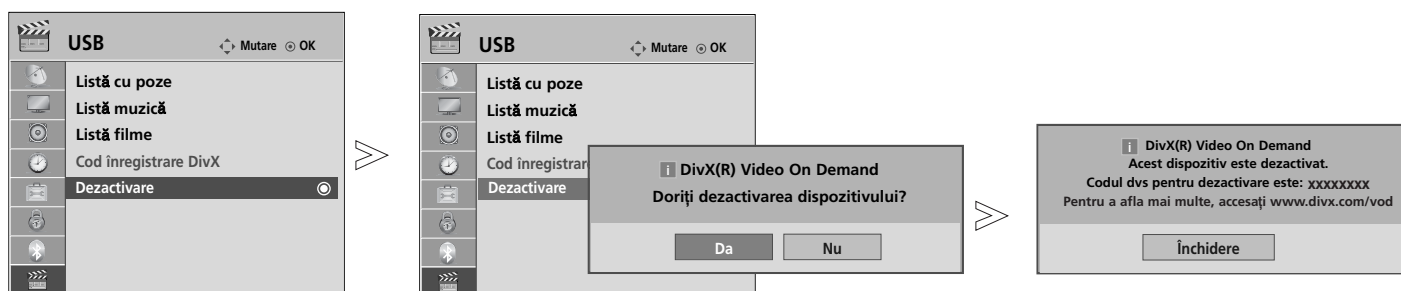 USB Mutare OK
Listă cu poze
Listă muzică
Listă filme
Cod înregistrare DivX
Dezactivare
USB Mutare OK
Listă cu poze
Listă muzică
Listă filme
Cod înregistrar
Dezactivare
i DivX(R) Video On Demand
Doriţi dezactivarea dispozitivului?
Da Nu
i DivX(R) Video On Demand
Acest dispozitiv este dezactivat.
Codul dvs pentru dezactivare este: xxxxxxxx
Pentru a afla mai multe, accesaţi www.divx.com/vod
Închidere